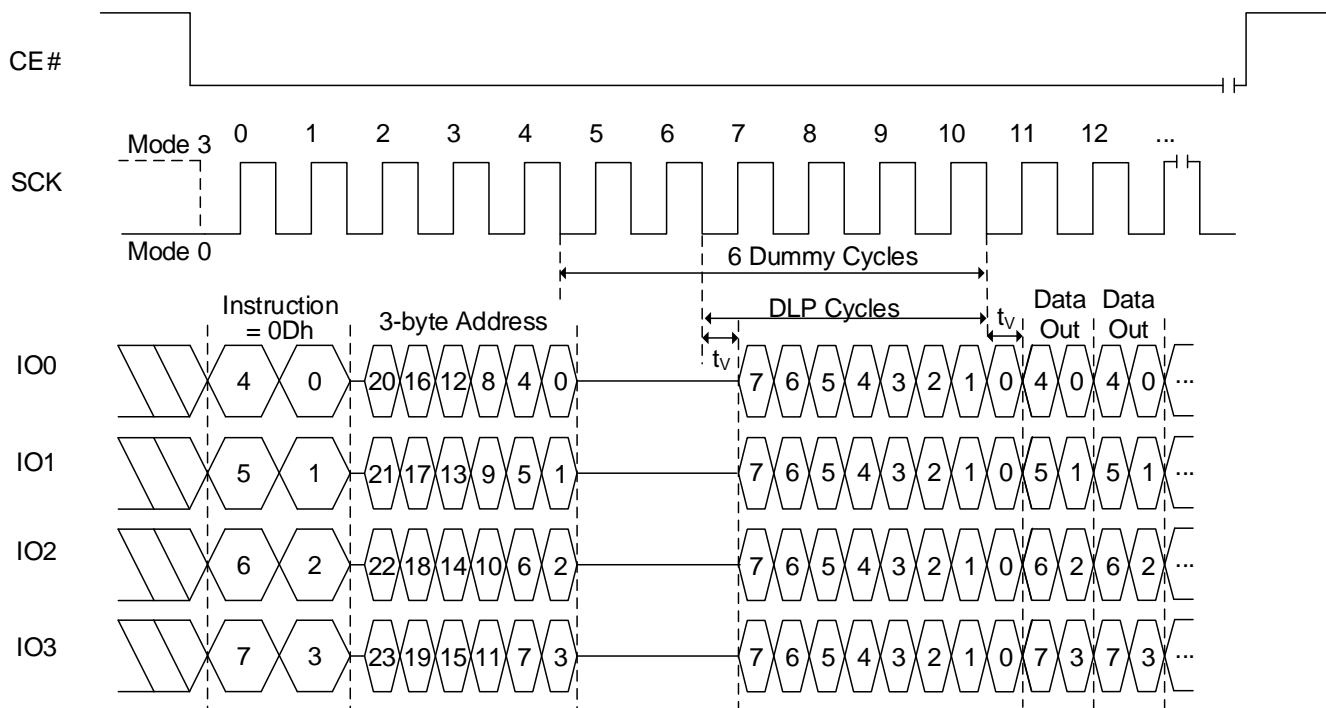 CE#
0 1 2 3 4 5 6 7 8 9 10 11 12 ...
Mode 3
SCK
Mode 0
6 Dummy Cycles
Instruction
= 0Dh
3-byte Address
DLP Cycles
tV
tV
Data
Out
Data
Out
IO0 4 0 20 16 12 8 4 0 7 6 5 4 3 2 1 0 4 0 4 0 ...
IO1 5 1 21 17 13 9 5 1 7 6 5 4 3 2 1 0 5 1 5 1 ...
IO2 6 2 22 18 14 10 6 2 7 6 5 4 3 2 1 0 6 2 6 2 ...
IO3 7 3 23 19 15 11 7 3 7 6 5 4 3 2 1 0 7 3 7 3 ...